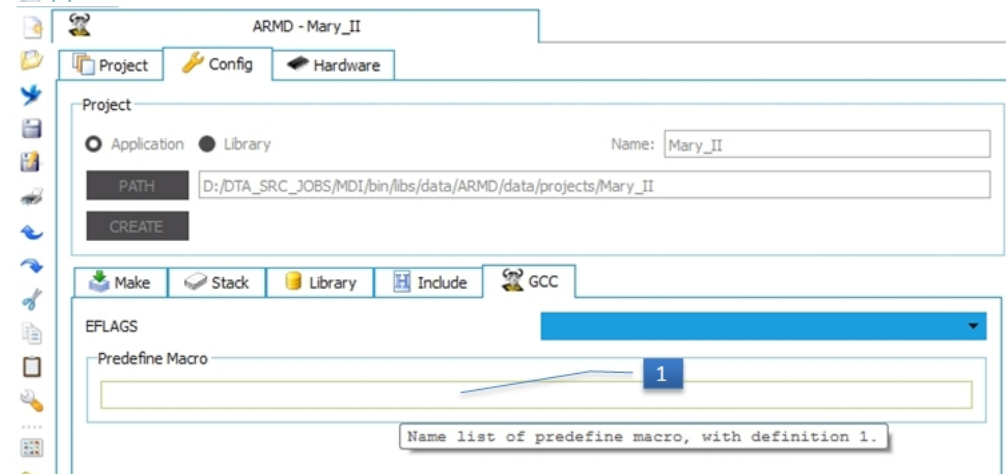 ARMD - Mary_II
Project Config Hardware
Project
Application Library Name: Mary_II
PATH D:/DTA_SRC_JOBS/MDI/bin/libs/data/ARMD/data/projects/Mary_II
CREATE
Make Stack Library Include GCC
EFLAGS
Predefine Macro
1
Name list of predefine macro, with definition 1.